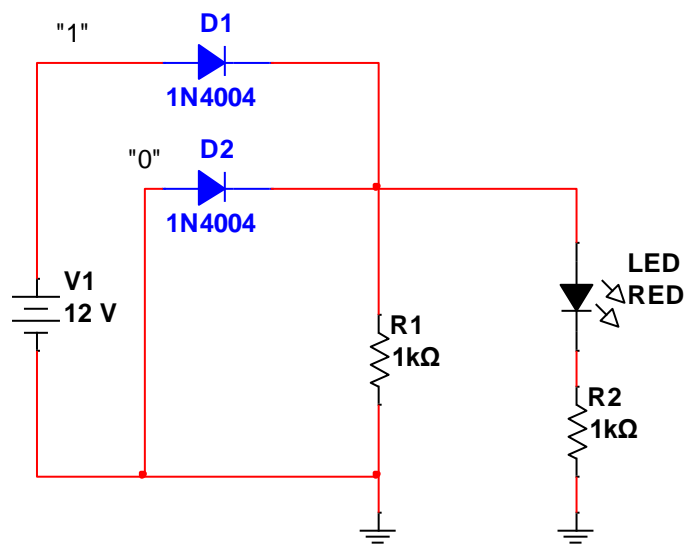 "1"
D1
1N4004
"0"
D2
1N4004
V1
12 V
LED
RED
R1
1kΩ
R2
1kΩ